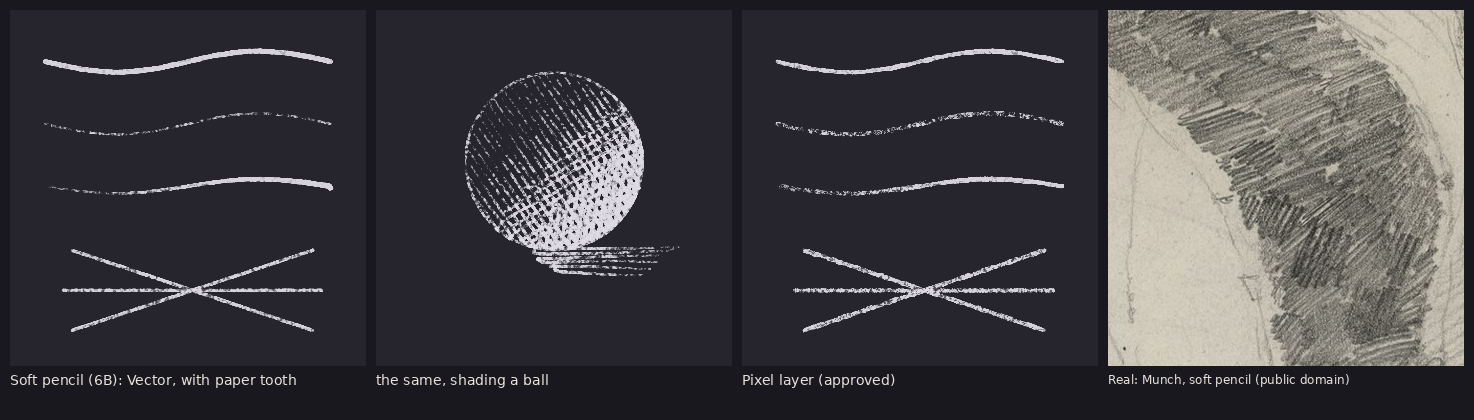 Soft pencil (6B): Vector, with paper tooth
the same, shading a ball
Pixel layer (approved)
Real: Munch, soft pencil (public domain)